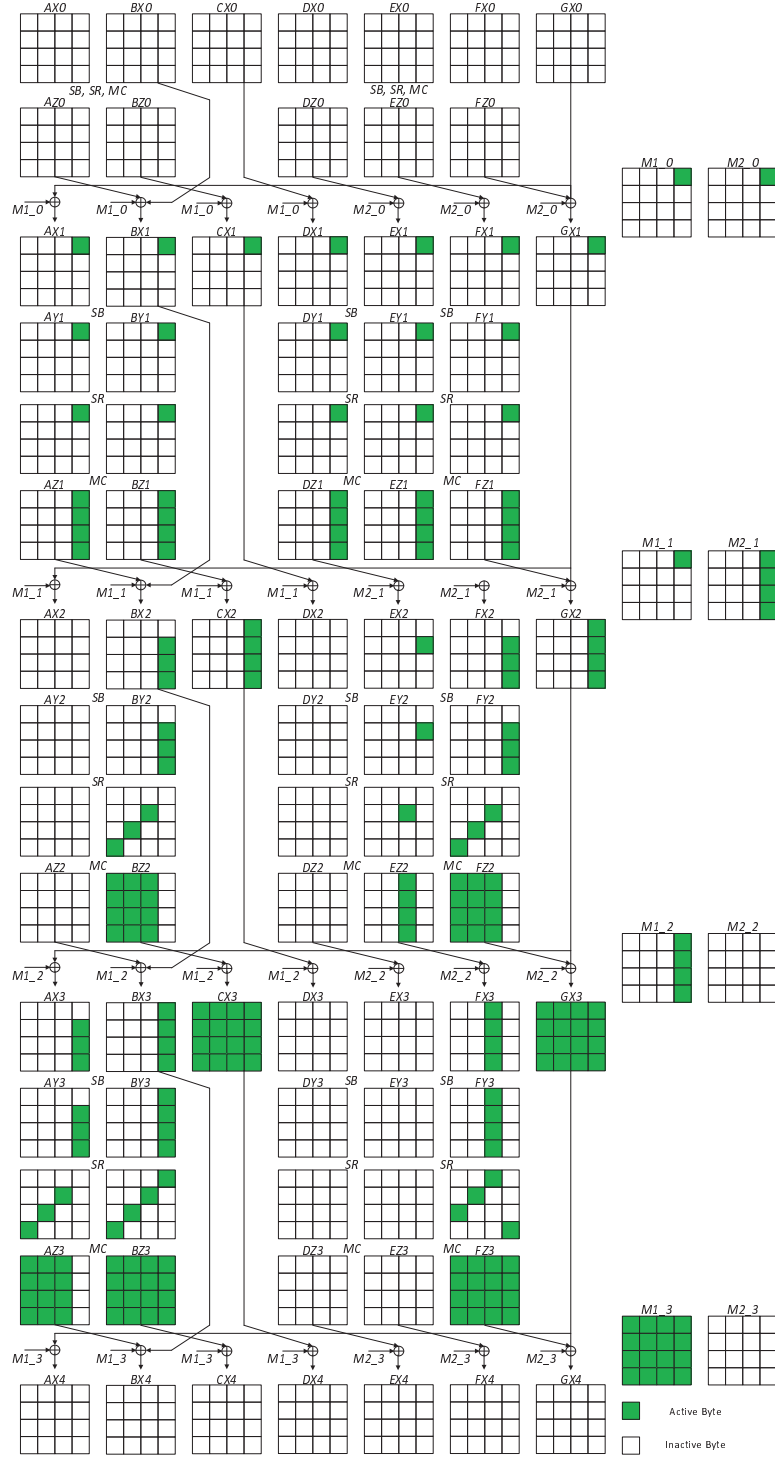 AX0 BX0 CX0 DX0 EX0 FX0 GX0
SB, SR, MC SB, SR, MC
AZ0 BZ0 DZ0 EZ0 FZ0
M1_0 M2_0
M1_0 M1_0 M1_0 M1_0 M2_0 M2_0 M2_0
AX1 BX1 CX1 DX1 EX1 FX1 GX1
AY1 SB BY1 DY1 SB EY1 SB FY1
SR SR SR
AZ1 MC BZ1 DZ1 MC EZ1 MC FZ1
M1_1 M2_1
M1_1 M1_1 M1_1 M1_1 M2_1 M2_1 M2_1
AX2 BX2 CX2 DX2 EX2 FX2 GX2
AY2 SB BY2 DY2 SB EY2 SB FY2
SR SR SR
AZ2 MC BZ2 DZ2 MC EZ2 MC FZ2
M1_2 M2_2
M1_2 M1_2 M1_2 M1_2 M2_2 M2_2 M2_2
AX3 BX3 CX3 DX3 EX3 FX3 GX3
AY3 SB BY3 DY3 SB EY3 SB FY3
SR SR SR
AZ3 MC BZ3 DZ3 MC EZ3 MC FZ3
M1_3 M2_3
M1_3 M1_3 M1_3 M1_3 M2_3 M2_3 M2_3
AX4 BX4 CX4 DX4 EX4 FX4 GX4
Active Byte
Inactive Byte